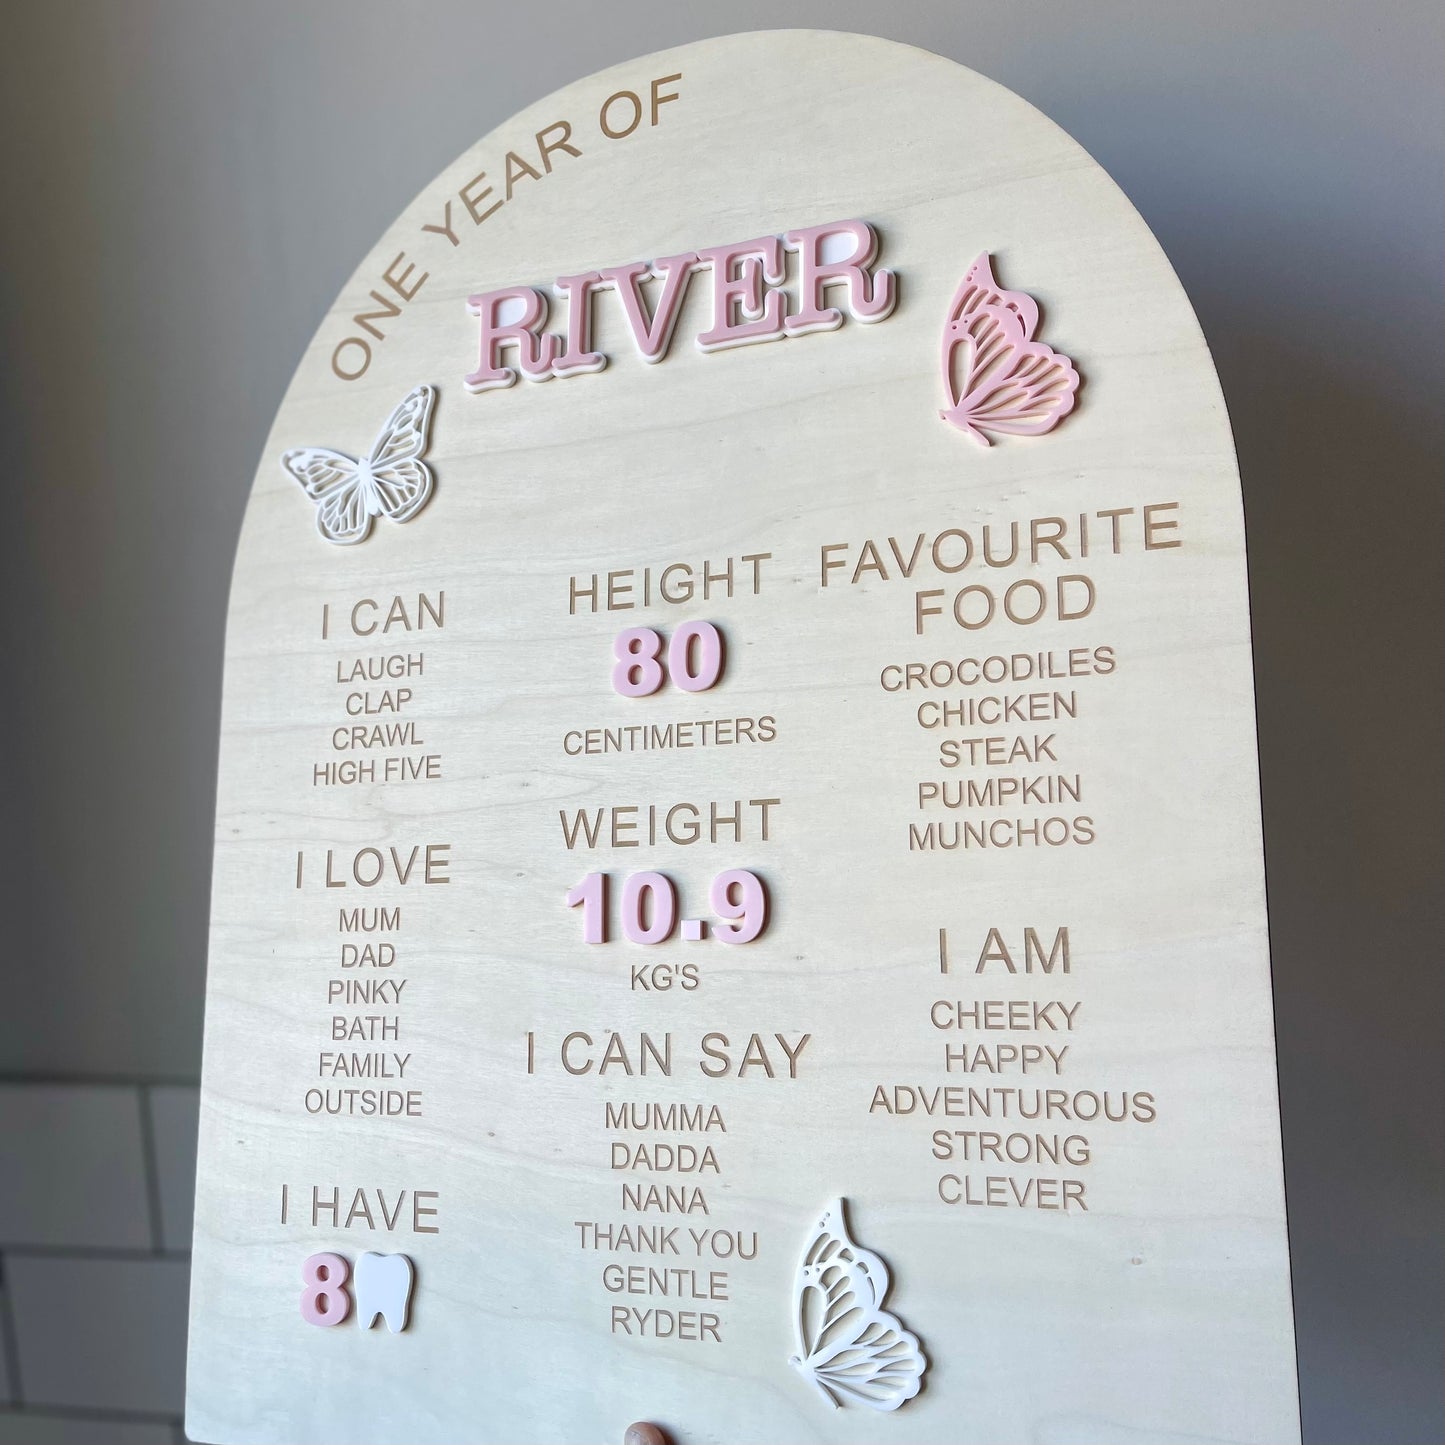 ONE YEAR OF
RIVER
I CAN
LAUGH
CLAP
CRAWL
HIGH FIVE
I LOVE
MUM
DAD
PINKY
BATH
FAMILY
OUTSIDE
I HAVE
8
HEIGHT
80
CENTIMETERS
WEIGHT
10.9
KG'S
I CAN SAY
MUMMA
DADDA
NANA
THANK YOU
GENTLE
RYDER
FAVOURITE
FOOD
CROCODILES
CHICKEN
STEAK
PUMPKIN
MUNCHOS
I AM
CHEEKY
HAPPY
ADVENTUROUS
STRONG
CLEVER